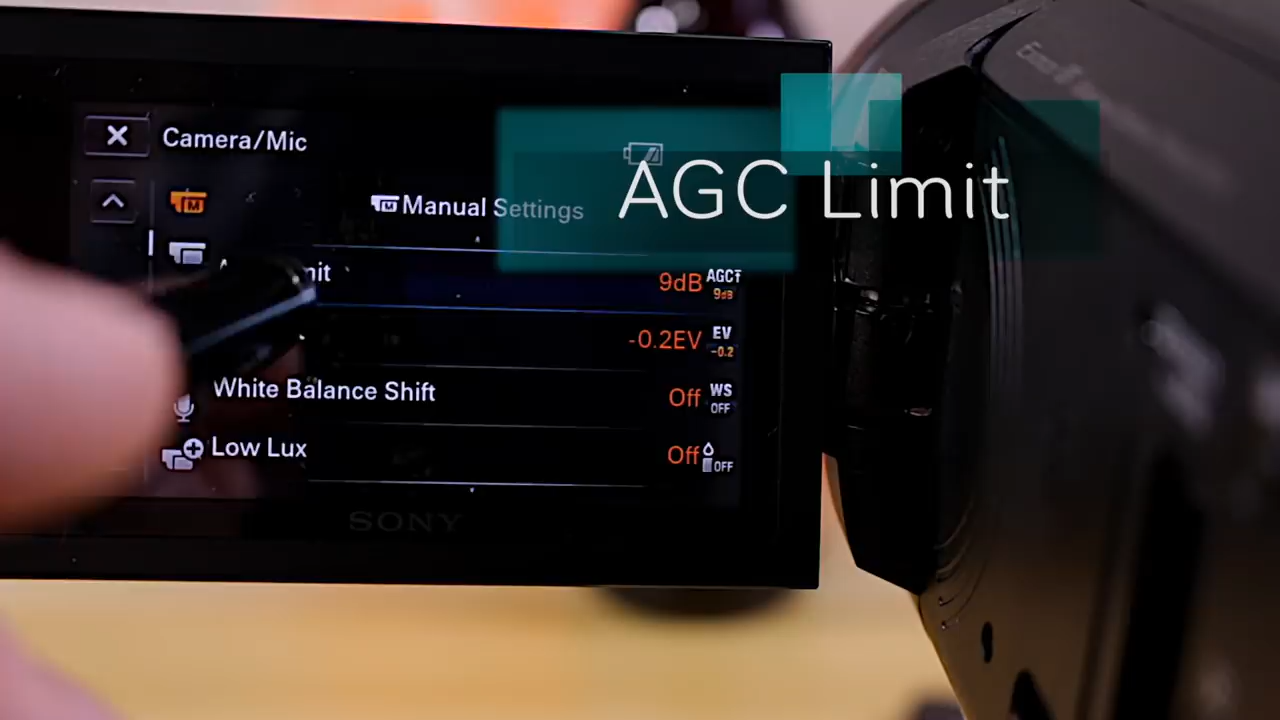 Camera/Mic
AGC Limit
M
M Manual Settings
9dB AGC
9dB
-0.2EV EV
-0.2
White Balance Shift Off WS
OFF
Low Lux Off OFF
SONY